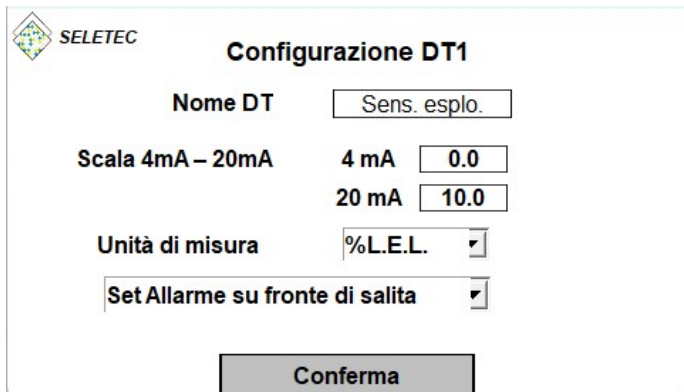 SELETEC
Configurazione DT1
Nome DT Sens. esplo.
Scala 4mA – 20mA 4 mA 0.0
20 mA 10.0
Unità di misura %L.E.L.
Set Allarme su fronte di salita
Conferma